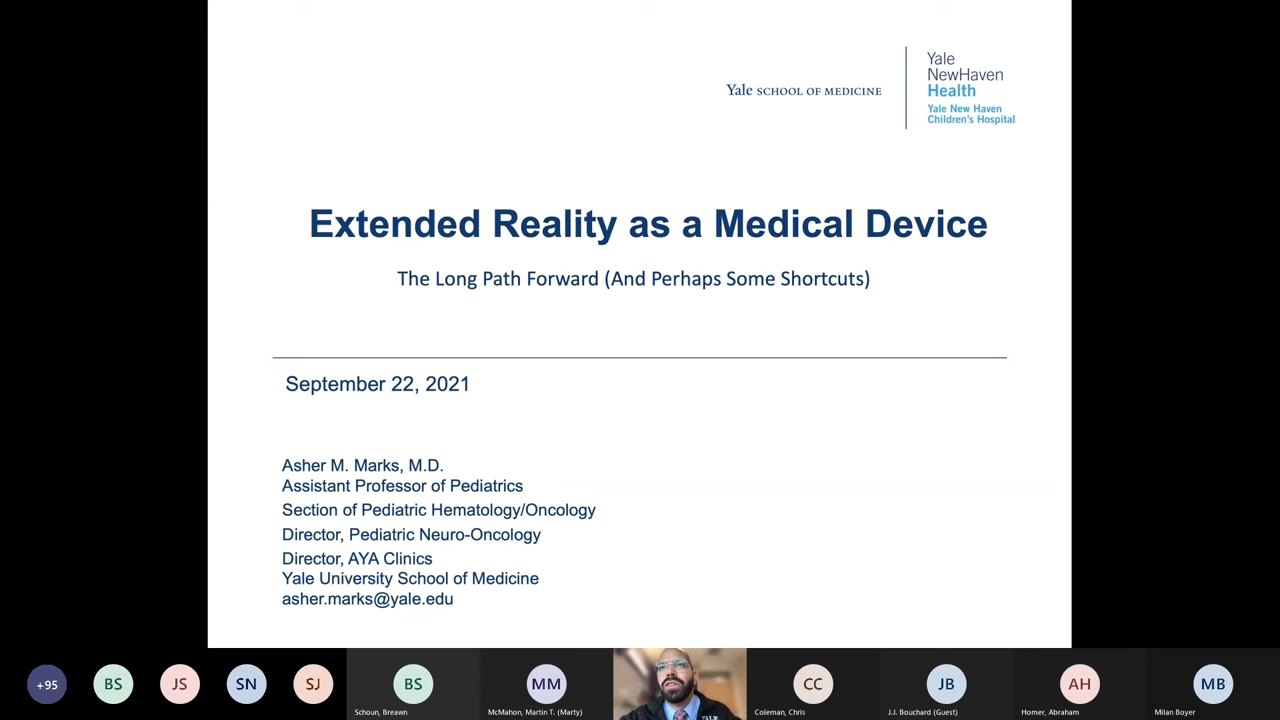 Yale SCHOOL OF MEDICINE
Yale
NewHaven
Health
Yale New Haven
Children's Hospital
Extended Reality as a Medical Device
The Long Path Forward (And Perhaps Some Shortcuts)
September 22, 2021
Asher M. Marks, M.D.
Assistant Professor of Pediatrics
Section of Pediatric Hematology/Oncology
Director, Pediatric Neuro-Oncology
Director, AYA Clinics
Yale University School of Medicine
asher.marks@yale.edu
+95
BS
JS
SN
SJ
BS
MM
YALE
CC
JB
AH
MB
Schoun, Breawn
McMahon, Martin T. (Marty)
Coleman, Chris
J.J. Bouchard (Guest)
Homer, Abraham
Milan Boyer